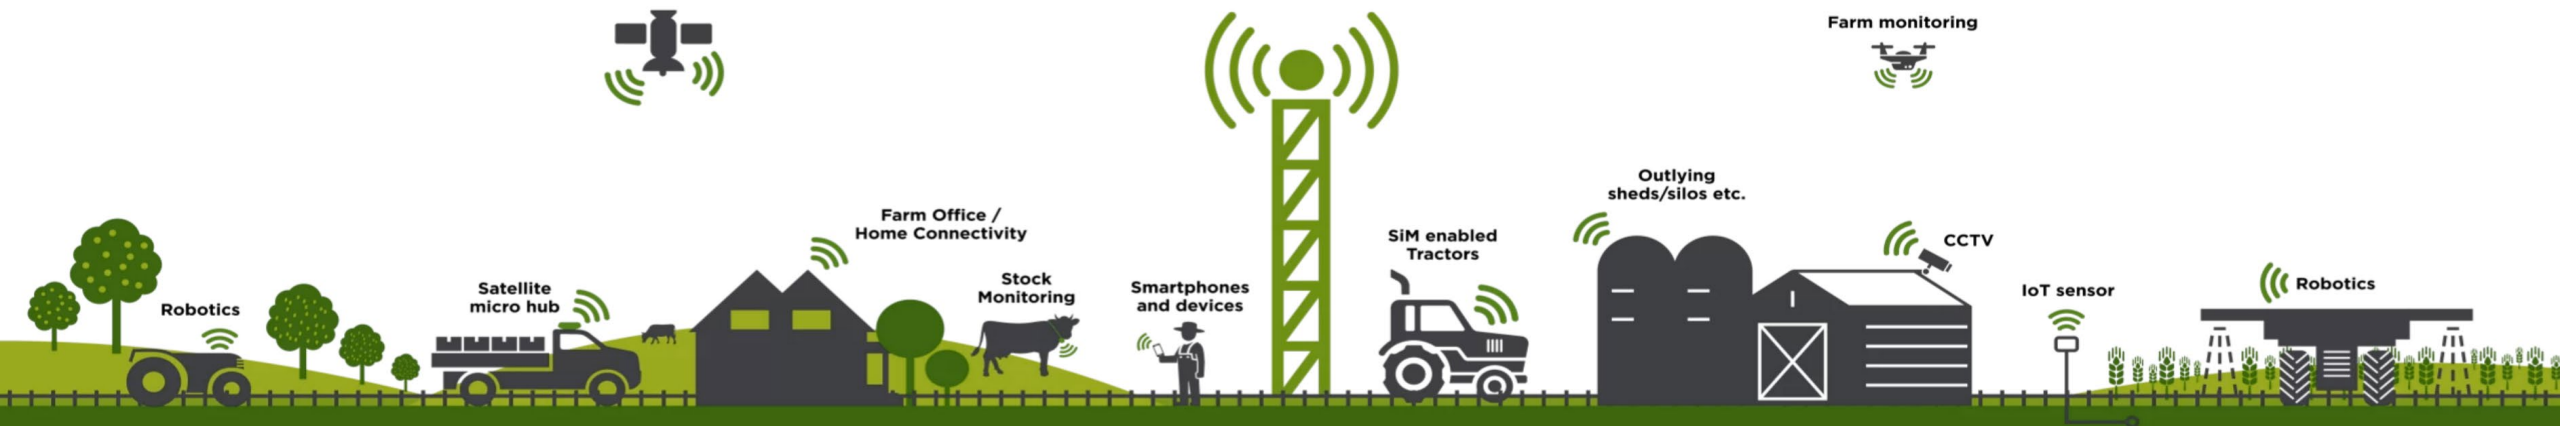 Farm monitoring
Robotics
Satellite
micro hub
Farm Office /
Home Connectivity
Stock
Monitoring
Smartphones
and devices
SiM enabled
Tractors
Outlying
sheds/silos etc.
CCTV
IoT sensor
Robotics